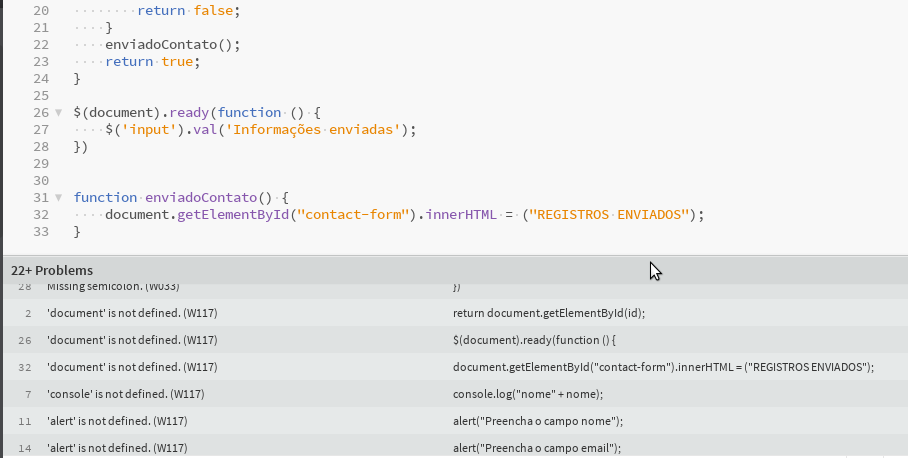 20 return false;
21 }
22 enviadoContato();
23 return true;
24 }
25
26 $(document).ready(function () {
27 $('input').val('Informações enviadas');
28 })
29
30
31 function enviadoContato() {
32 document.getElementById("contact-form").innerHTML = ("REGISTROS ENVIADOS");
33 }
22+ Problems
28 Missing semicolon. (W033) })
2 'document' is not defined. (W117) return document.getElementById(id);
26 'document' is not defined. (W117) $(document).ready(function () {
32 'document' is not defined. (W117) document.getElementById("contact-form").innerHTML = ("REGISTROS ENVIADOS");
7 'console' is not defined. (W117) console.log("nome" + nome);
11 'alert' is not defined. (W117) alert("Preencha o campo nome");
14 'alert' is not defined. (W117) alert("Preencha o campo email");